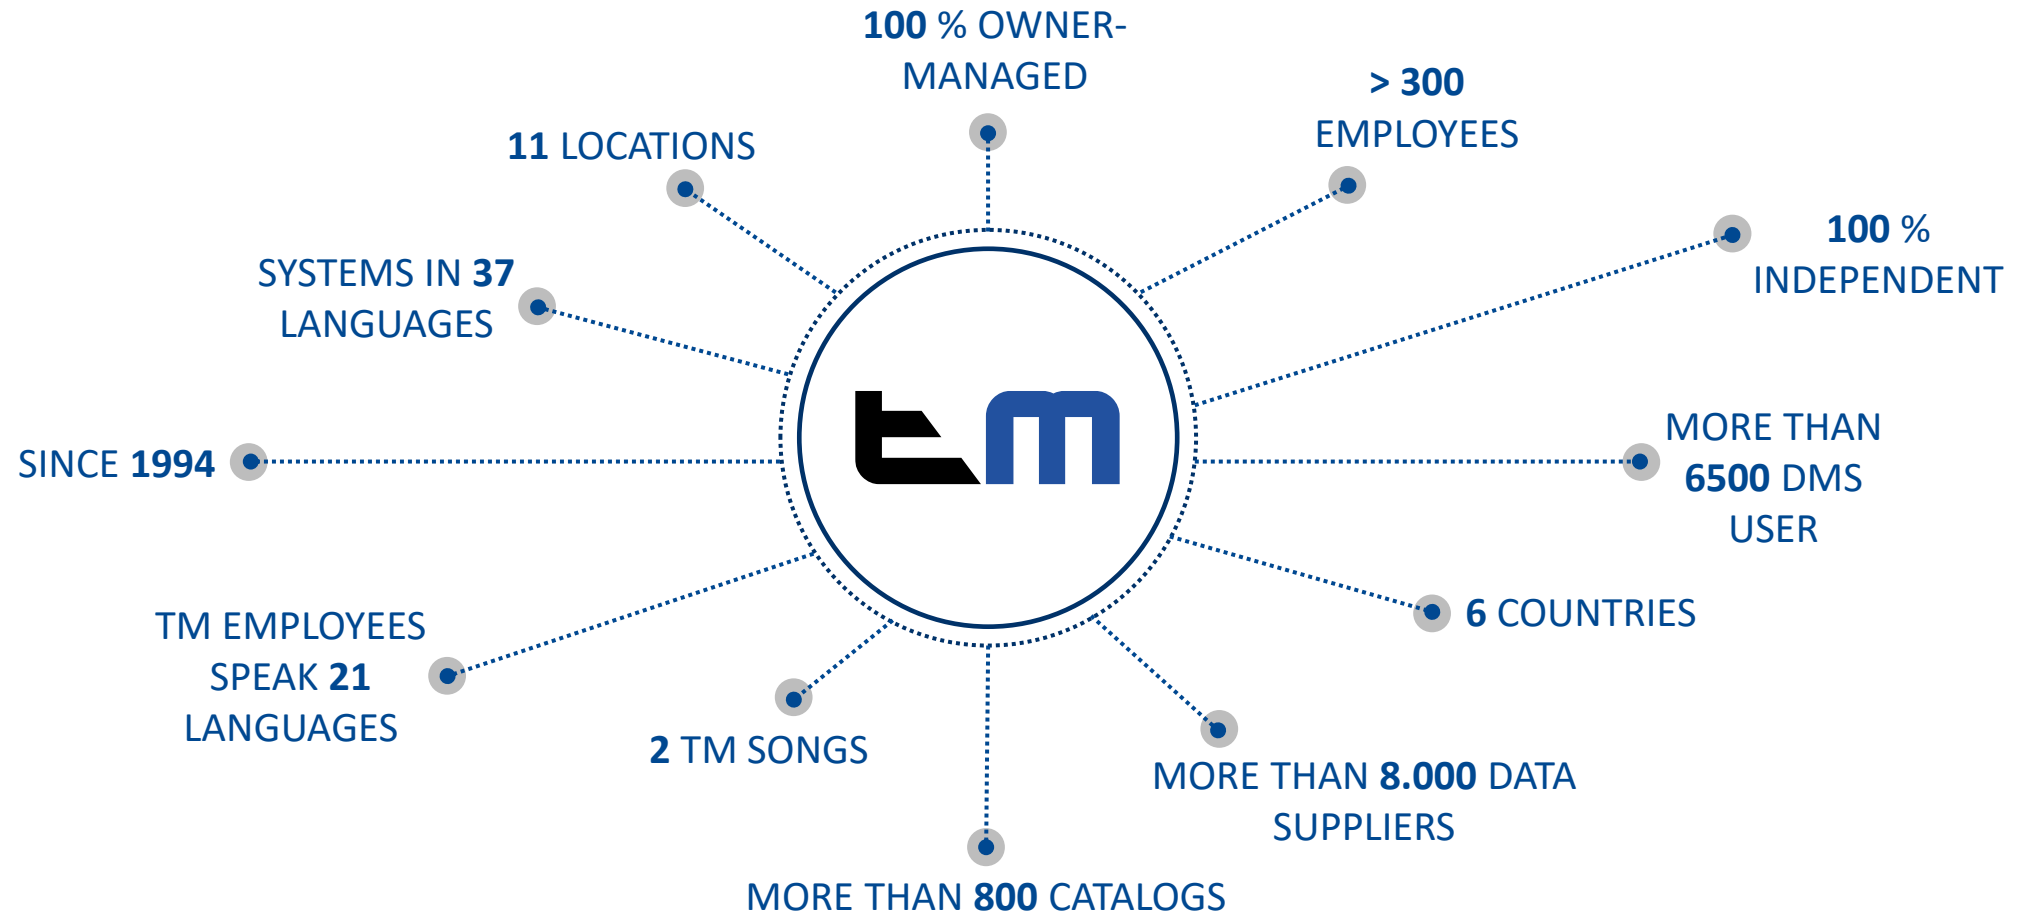 100 % OWNER-
MANAGED
> 300
EMPLOYEES
11 LOCATIONS
100 %
INDEPENDENT
SYSTEMS IN 37
LANGUAGES
tm
MORE THAN
6500 DMS
USER
SINCE 1994
6 COUNTRIES
TM EMPLOYEES
SPEAK 21
LANGUAGES
2 TM SONGS
MORE THAN 8.000 DATA
SUPPLIERS
MORE THAN 800 CATALOGS